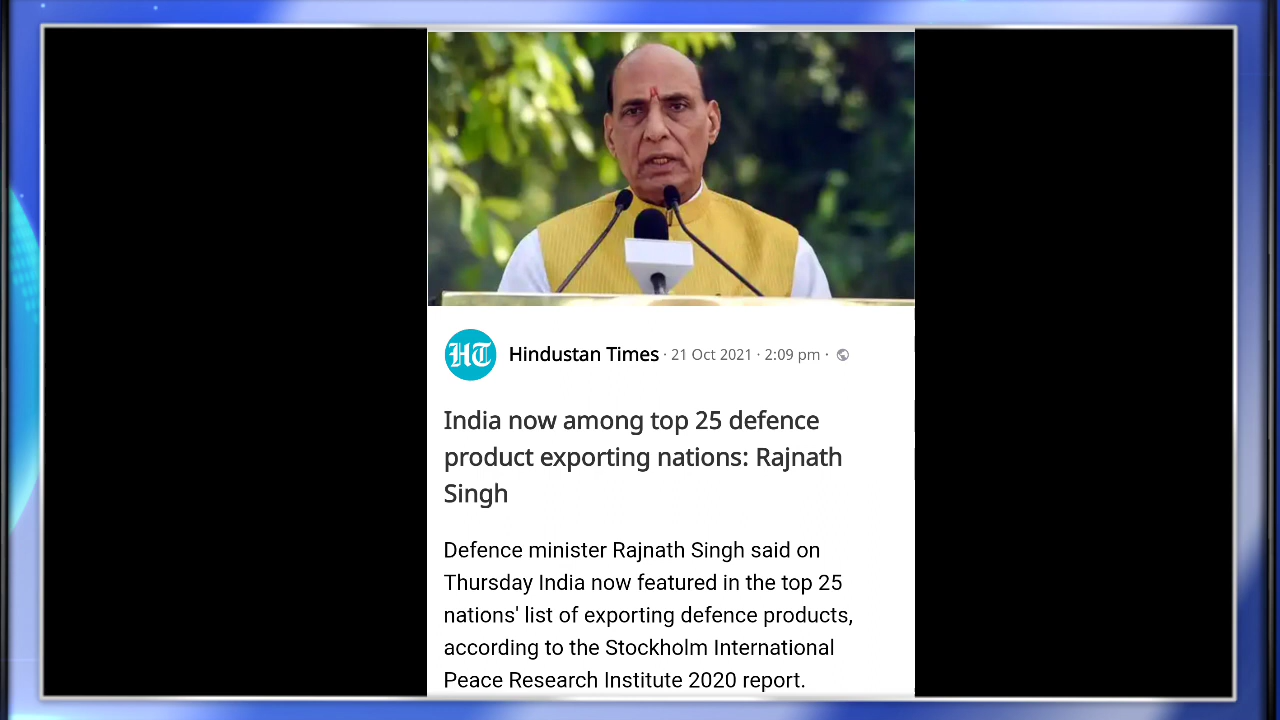 HT
Hindustan Times · 21 Oct 2021 · 2:09 pm ·
India now among top 25 defence
product exporting nations: Rajnath
Singh
Defence minister Rajnath Singh said on
Thursday India now featured in the top 25
nations' list of exporting defence products,
according to the Stockholm International
Peace Research Institute 2020 report.